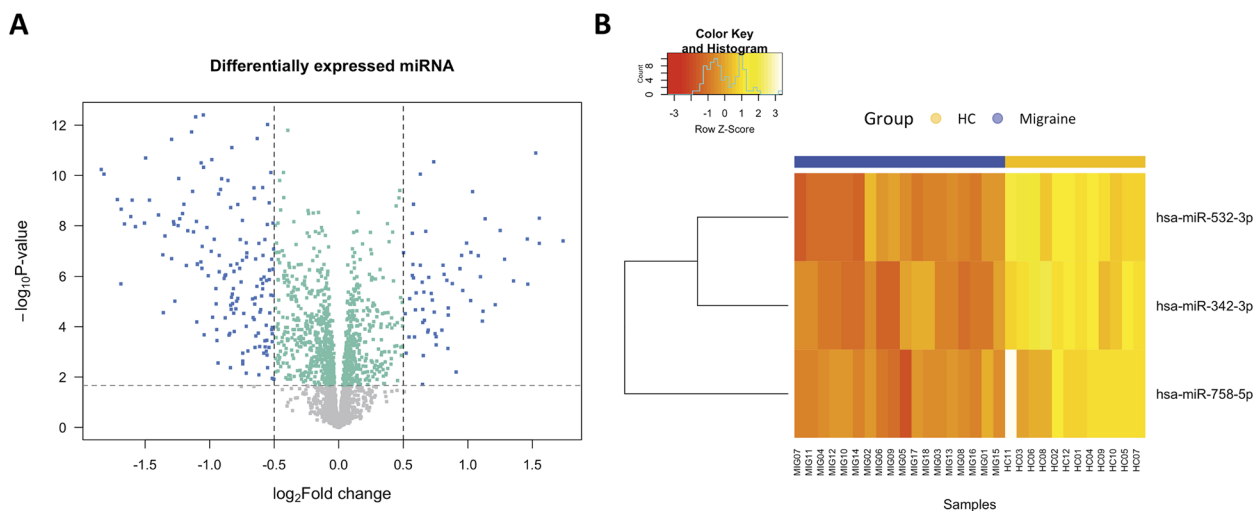 A
Differentially expressed miRNA
−log10P-value
12
10
8
6
4
2
0
-1.5
-1.0
-0.5
0.0
0.5
1.0
1.5
log2Fold change
B
Color Key
and Histogram
Count
8
4
0
-3
-1
0
1
2
3
Row Z-Score
Group HC Migraine
hsa-miR-532-3p
hsa-miR-342-3p
hsa-miR-758-5p
MIG07
MIG11
MIG04
MIG12
MIG10
MIG14
MIG02
MIG06
MIG09
MIG05
MIG17
MIG18
MIG03
MIG13
MIG08
MIG16
MIG01
MIG15
HC11
HC03
HC06
HC08
HC02
HC12
HC01
HC04
HC09
HC10
HC05
HC07
Samples